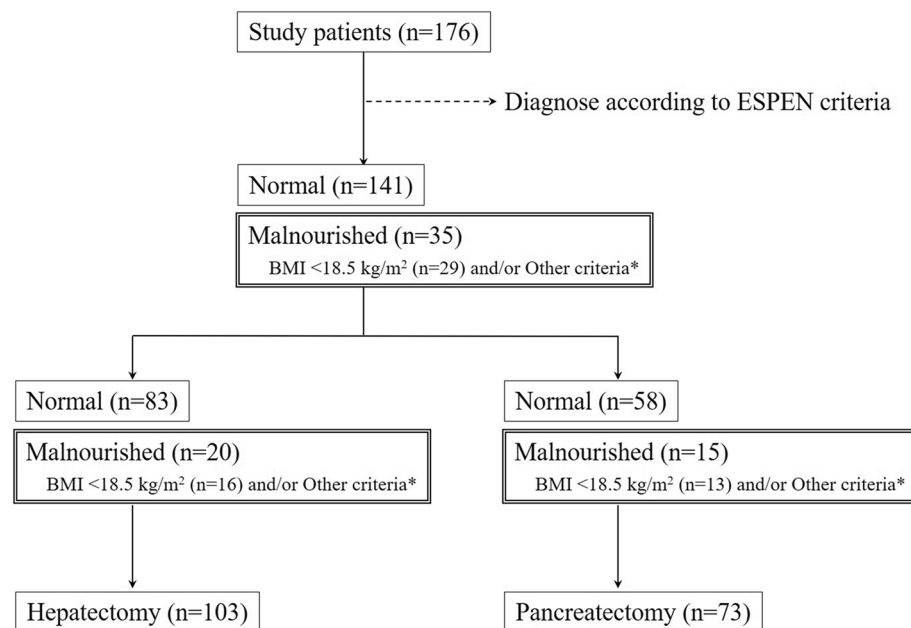 Study patients (n=176)
Diagnose according to ESPEN criteria
Normal (n=141)
Malnourished (n=35)
BMI <18.5 kg/m² (n=29) and/or Other criteria*
Normal (n=83)
Malnourished (n=20)
BMI <18.5 kg/m² (n=16) and/or Other criteria*
Hepatectomy (n=103)
Normal (n=58)
Malnourished (n=15)
BMI <18.5 kg/m² (n=13) and/or Other criteria*
Pancreatectomy (n=73)